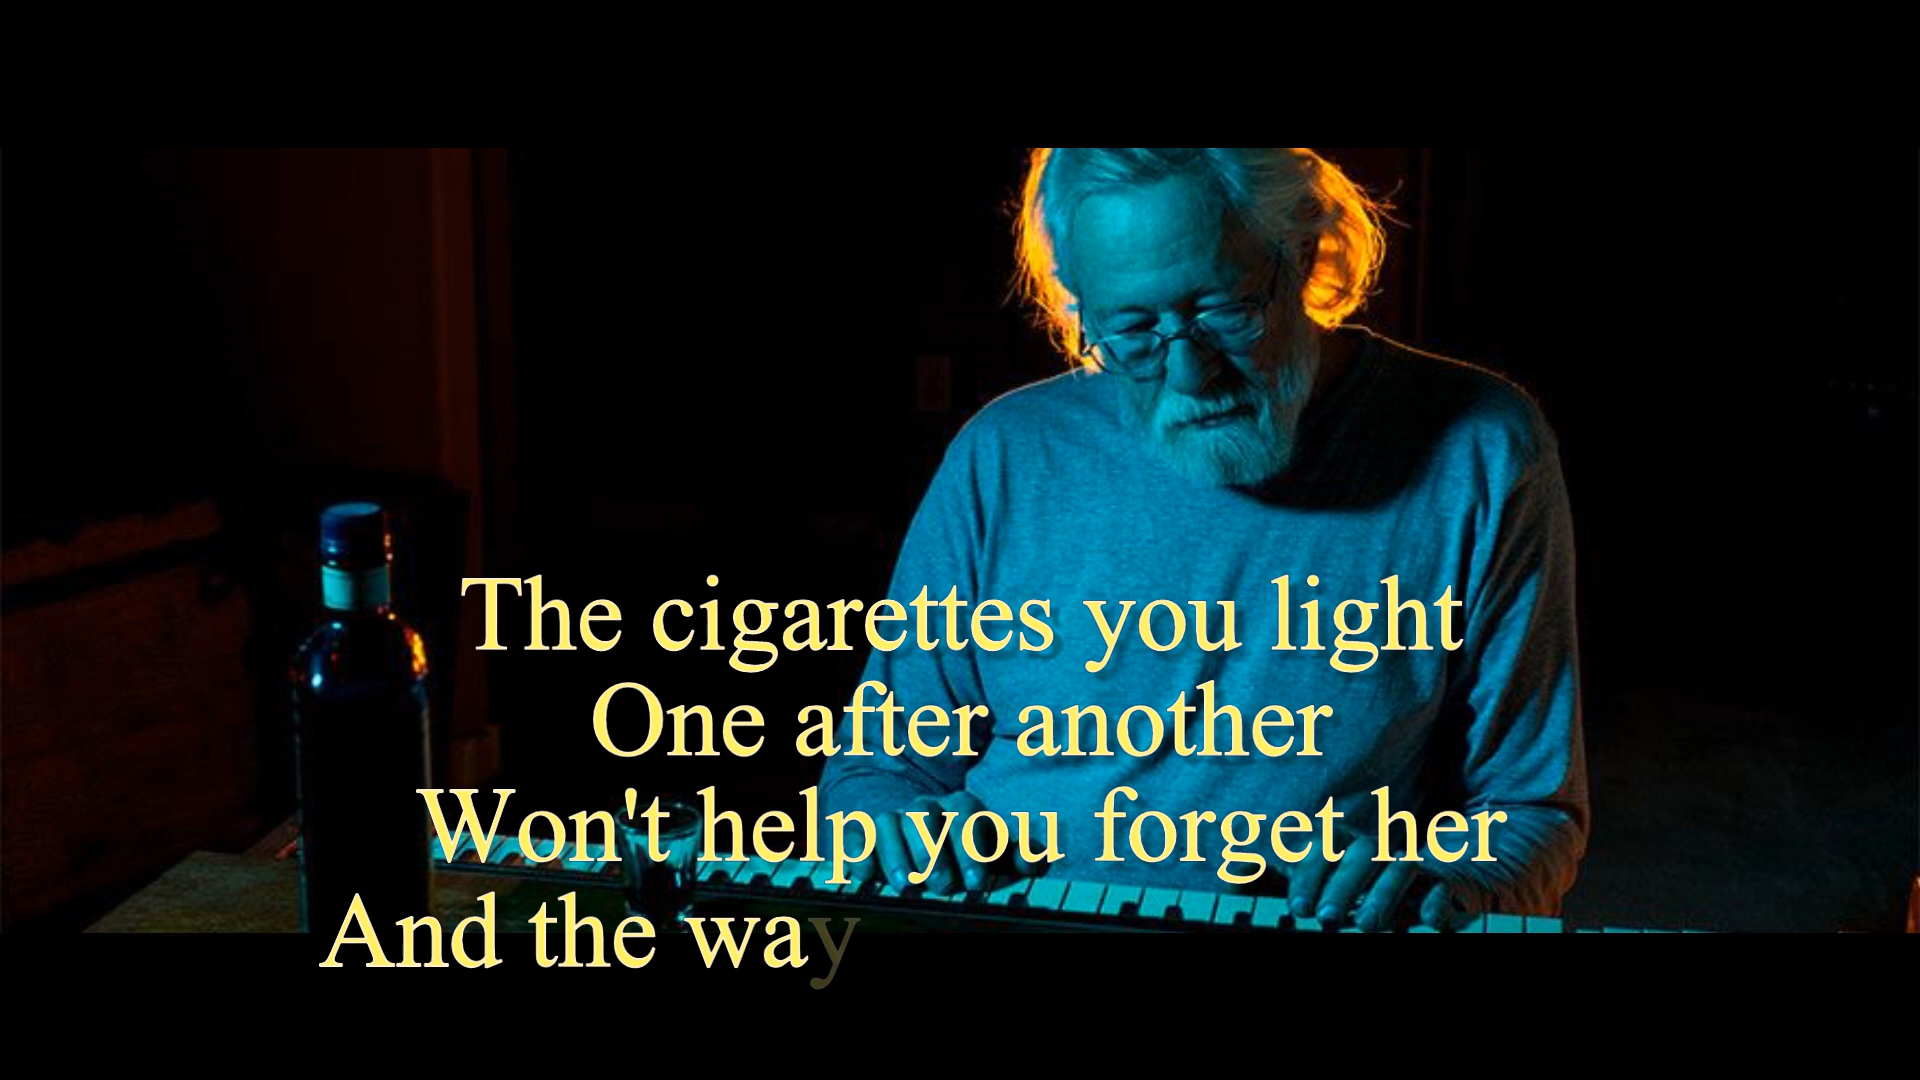 The cigarettes you light
One after another
Won't help you forget her
And the way